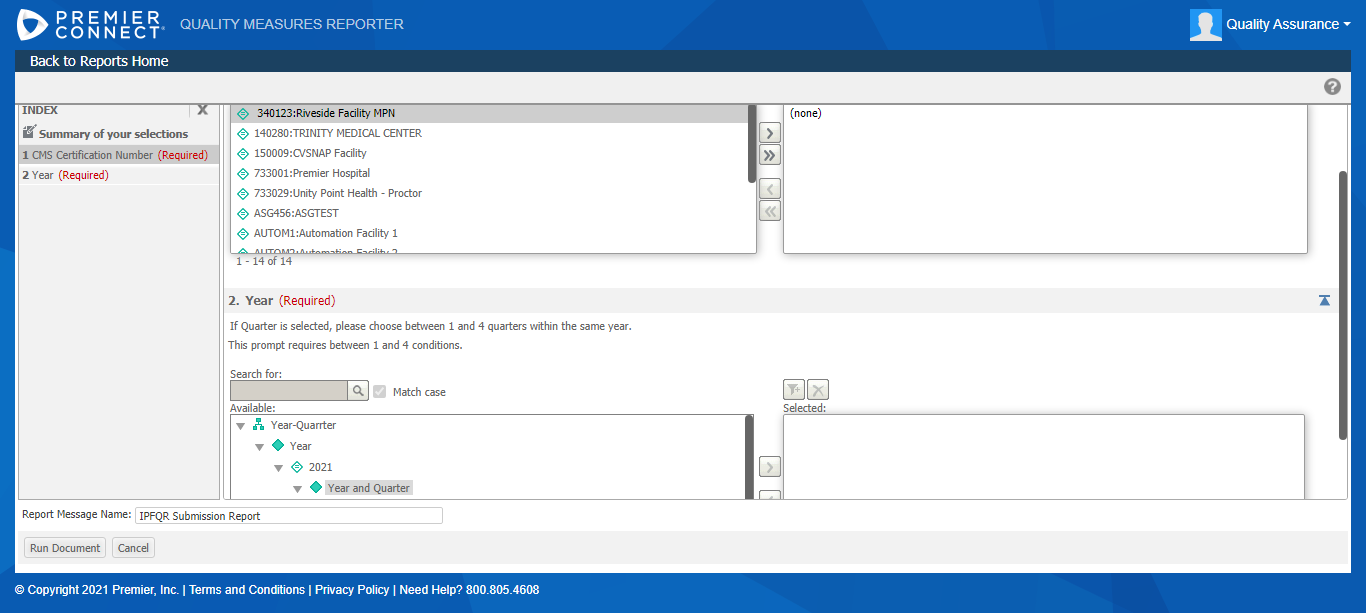 PREMIER
CONNECT
QUALITY MEASURES REPORTER
Quality Assurance
Back to Reports Home
?
INDEX
X
Summary of your selections
1 CMS Certification Number (Required)
2 Year (Required)
340123:Riveside Facility MPN
140280:TRINITY MEDICAL CENTER
150009:CVSNAP Facility
733001:Premier Hospital
733029:Unity Point Health - Proctor
ASG456:ASGTEST
AUTOM1:Automation Facility 1
AUTOM2:Automation Facility 2
1 - 14 of 14
(none)
2. Year (Required)
If Quarter is selected, please choose between 1 and 4 quarters within the same year.
This prompt requires between 1 and 4 conditions.
Search for:
Match case
Available:
Selected:
Year-Quarrter
Year
2021
Year and Quarter
Report Message Name: IPFQR Submission Report
Run Document Cancel
© Copyright 2021 Premier, Inc. | Terms and Conditions | Privacy Policy | Need Help? 800.805.4608